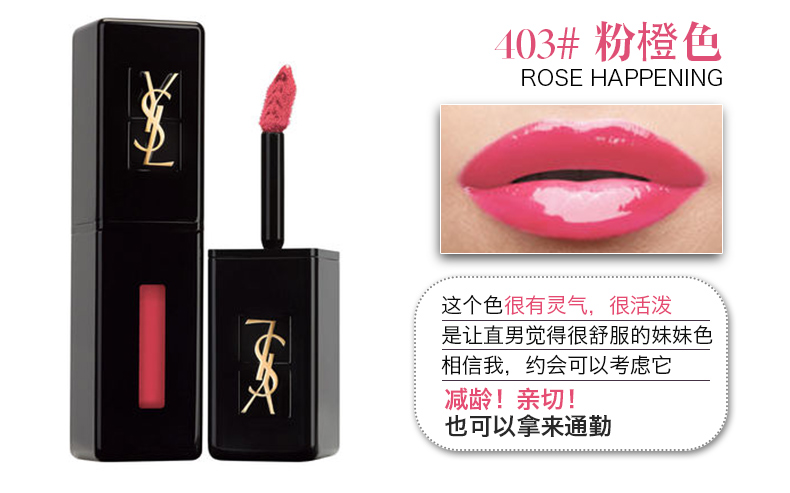 YSL
YSL
403# 粉橙色
ROSE HAPPENING
这个色很有灵气，很活泼
是让直男觉得很舒服的妹妹色
相信我，约会可以考虑它
减龄！亲切！
也可以拿来通勤